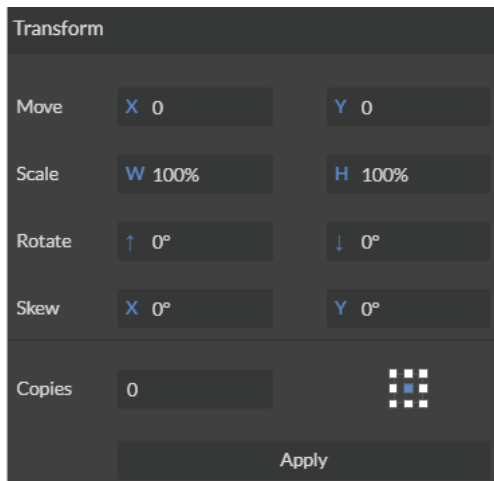 Transform
Move X 0 Y 0
Scale W 100% H 100%
Rotate ↑ 0° ↓ 0°
Skew X 0° Y 0°
Copies 0
Apply